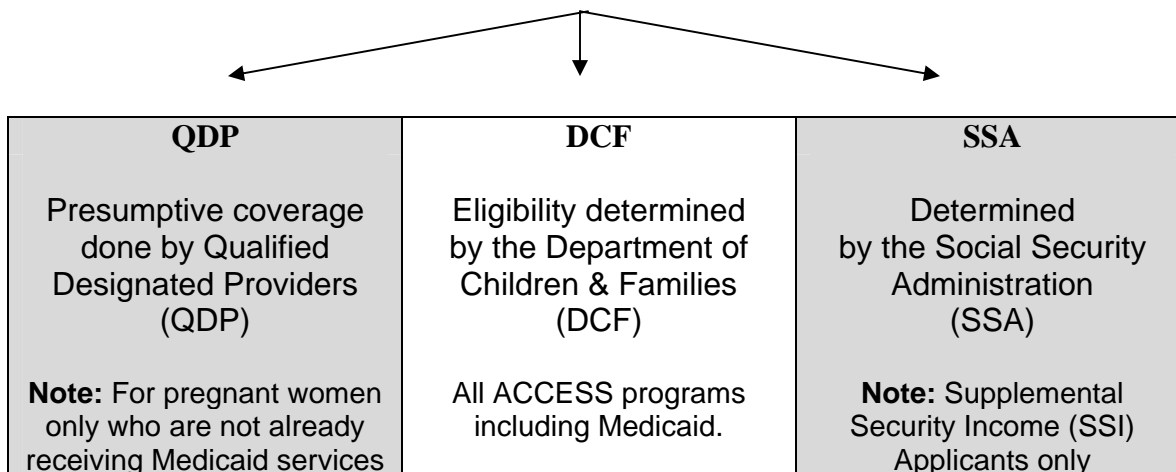 QDP
Presumptive coverage
done by Qualified
Designated Providers
(QDP)
Note: For pregnant women
only who are not already
receiving Medicaid services
DCF
Eligibility determined
by the Department of
Children & Families
(DCF)
All ACCESS programs
including Medicaid.
SSA
Determined
by the Social Security
Administration
(SSA)
Note: Supplemental
Security Income (SSI)
Applicants only